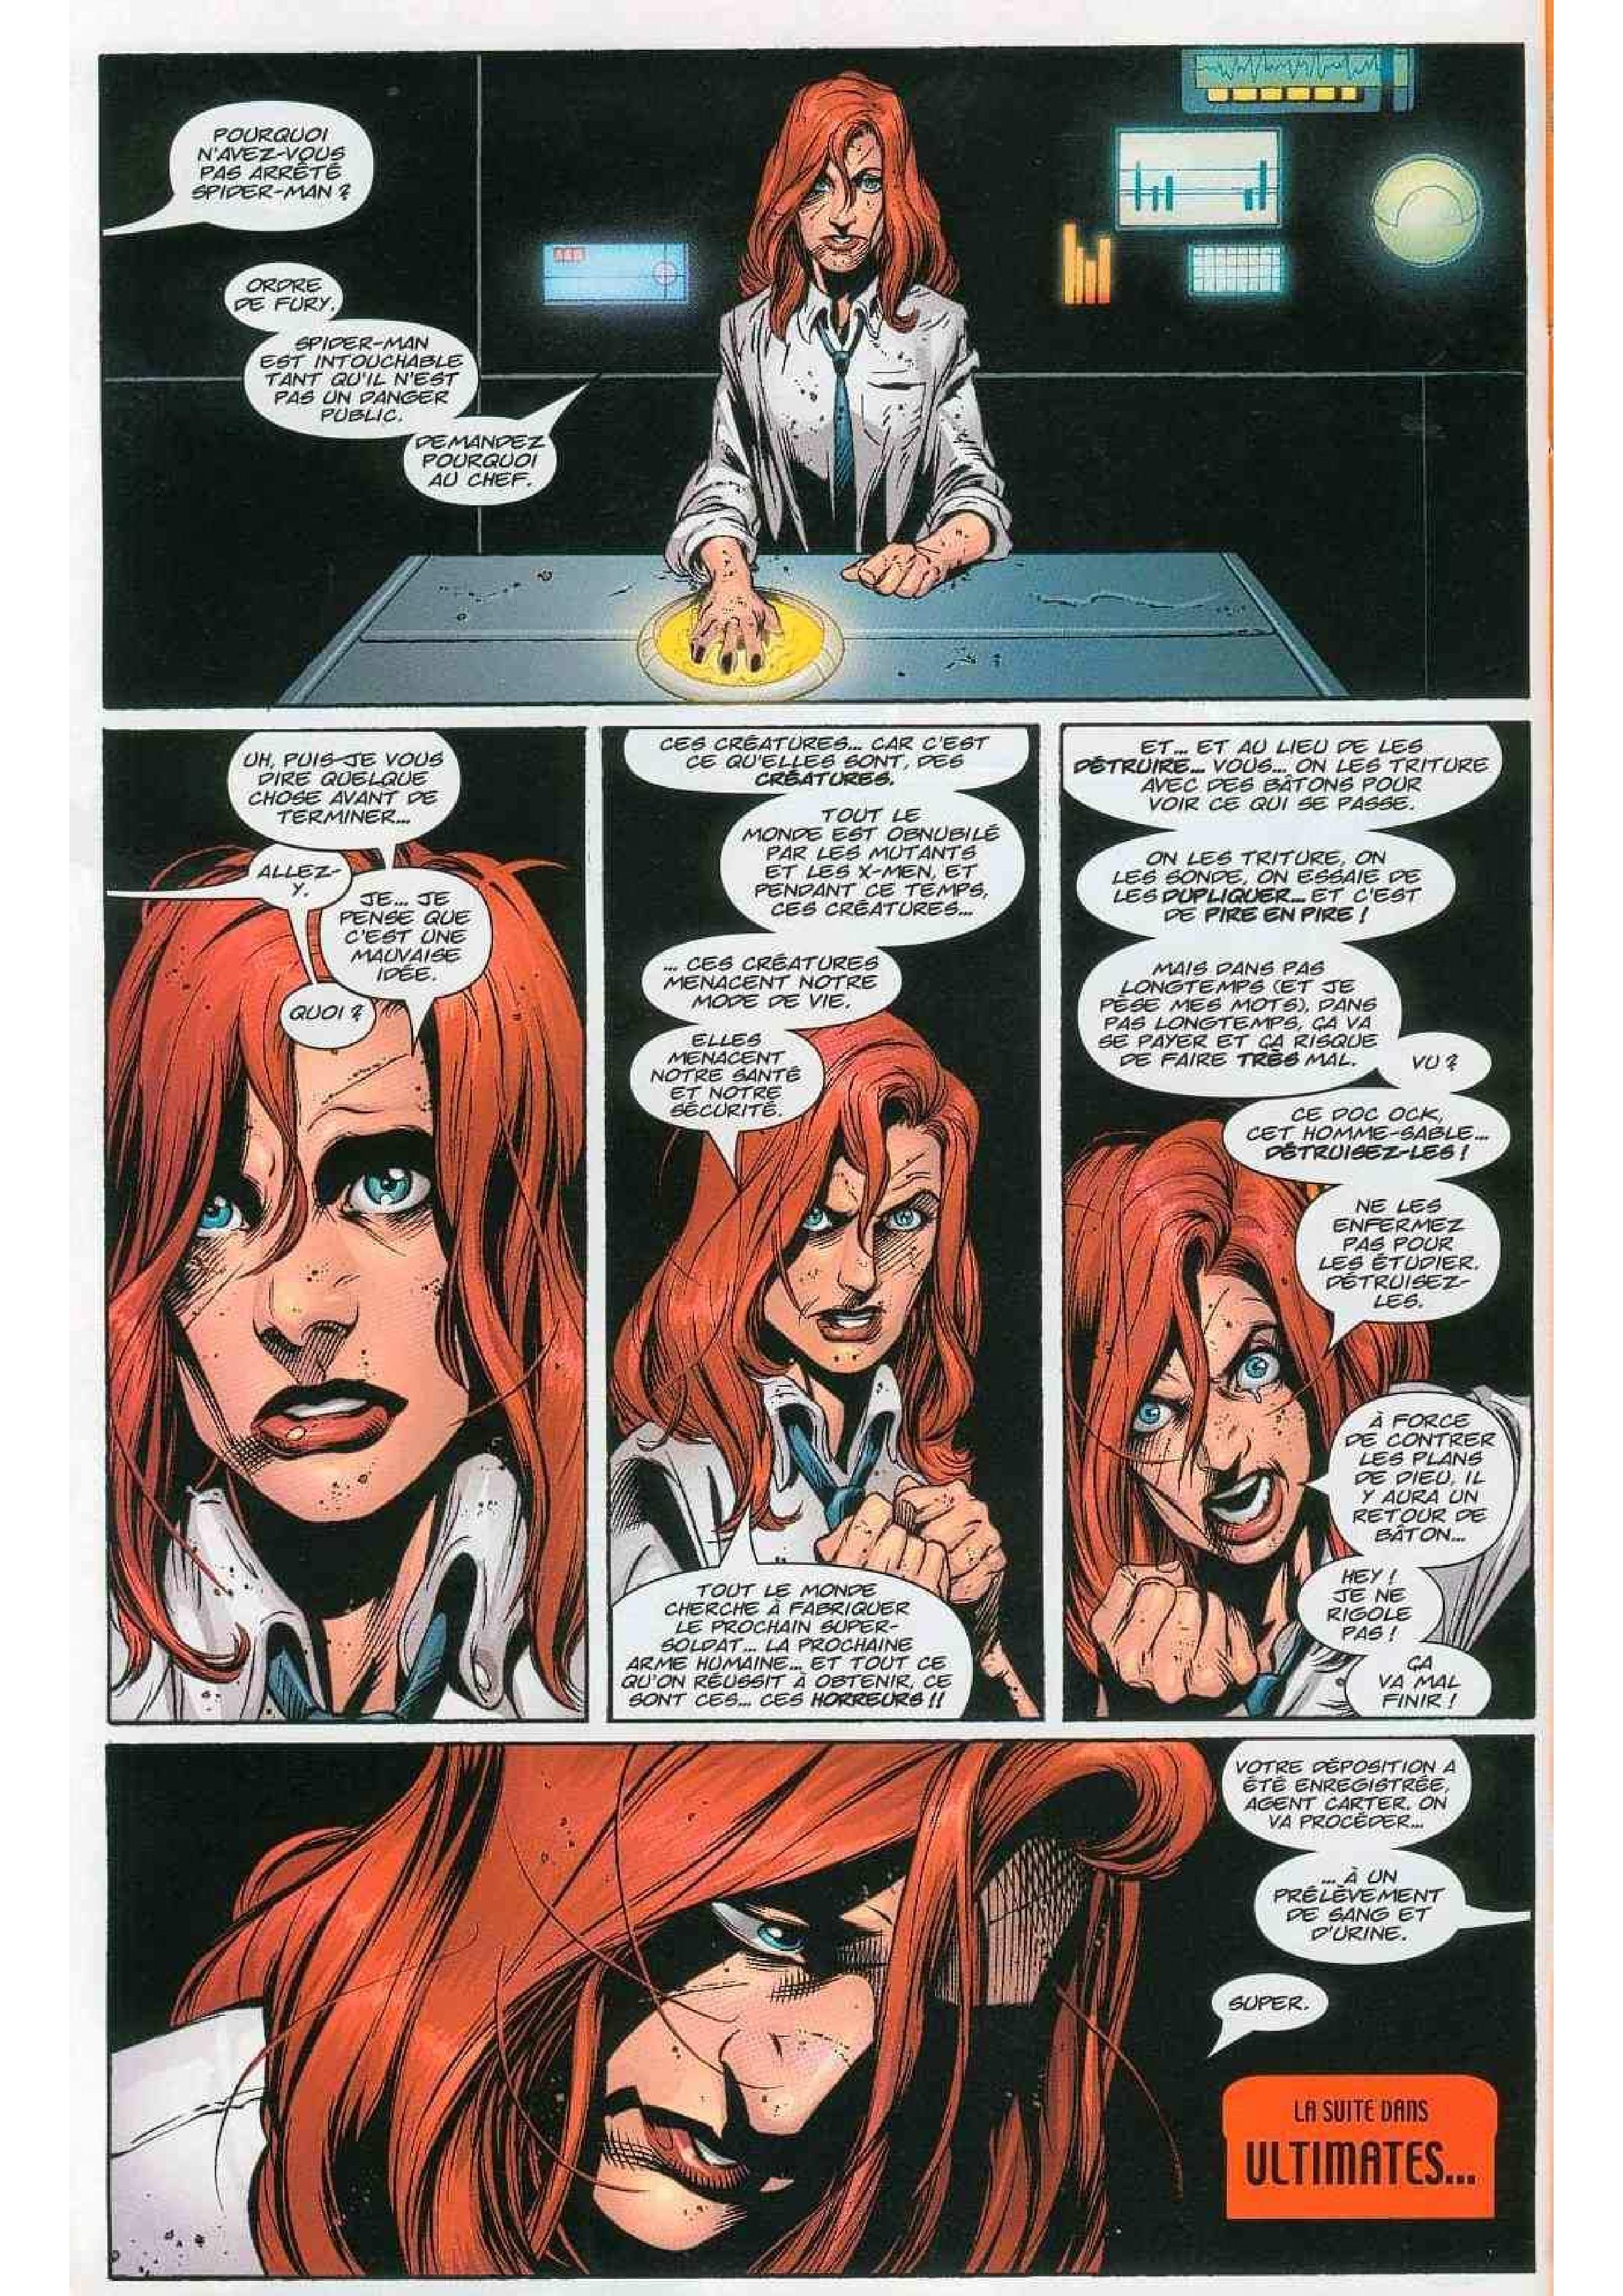 POURQUOI
N'AVEZ-VOUS
PAS ARRÊTÉ
SPIDER-MAN ?
ORDRE
DE FURY.
SPIDER-MAN
EST INTOUCHABLE
TANT QU'IL N'EST
PAS UN DANGER
PUBLIC.
DEMANDEZ
POURQUOI
AU CHEF.
UH, PUIS-JE VOUS
DIRE QUELQUE
CHOSE AVANT DE
TERMINER...
ALLEZ-
Y.
JE... JE
PENSE QUE
C'EST UNE
MAUVAISE
IDÉE.
QUOI ?
CES CRÉATURES... CAR C'EST
CE QU'ELLES SONT, DES
CRÉATURES.
TOUT LE
MONDE EST OBNUBILÉ
PAR LES MUTANTS
ET LES X-MEN, ET
PENDANT CE TEMPS,
CES CRÉATURES...
... CES CRÉATURES
MENACENT NOTRE
MODE DE VIE.
ELLES
MENACENT
NOTRE SANTÉ
ET NOTRE
SÉCURITÉ.
TOUT LE MONDE
CHERCHE À FABRIQUER
LE PROCHAIN SUPER-
SOLDAT... LA PROCHAINE
ARME HUMAINE... ET TOUT CE
QU'ON RÉUSSIT À OBTENIR, CE
SONT CES... CES HORREURS !!
ET... ET AU LIEU DE LES
DÉTRUIRE... VOUS... ON LES TRITURE
AVEC DES BÂTONS POUR
VOIR CE QUI SE PASSE.
ON LES TRITURE, ON
LES SONDE, ON ESSAIE DE
LES DUPLIQUER... ET C'EST
DE PIRE EN PIRE !
MAIS DANS PAS
LONGTEMPS (ET JE
PÈSE MES MOTS), DANS
PAS LONGTEMPS, ÇA VA
SE PAYER ET ÇA RISQUE
DE FAIRE TRÈS MAL.
VU ?
CE DOC OCK,
CET HOMME-SABLE...
DÉTRUISEZ-LES !
NE LES
ENFERMEZ
PAS POUR
LES ÉTUDIER.
DÉTRUISEZ-
LES.
À FORCE
DE CONTRER
LES PLANS
DE DIEU, IL
Y AURA UN
RETOUR DE
BÂTON...
HEY !
JE NE
RIGOLE
PAS !
ÇA
VA MAL
FINIR !
VOTRE DÉPOSITION A
ÉTÉ ENREGISTRÉE,
AGENT CARTER. ON
VA PROCÉDER...
... À UN
PRÉLÈVEMENT
DE SANG ET
D'URINE.
SUPER.
LA SUITE DANS
ULTIMATES...